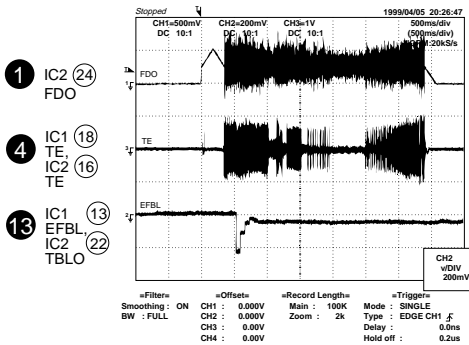 Stopped 1999/04/05 20:26:47
CH1=500mV CH2=200mV CH3=1V 500ms/div
DC 10:1 DC 10:1 DC 10:1 (500ms/div)
:20kS/s
1 IC2 24
FDO
FDO
4 IC1 18
TE,
IC2 16
TE
TE
13 IC1 13
EFBL,
IC2 22
TBLO
EFBL
CH2
v/DIV
200mV
=Filter= =Offset= =Record Length= =Trigger=
Smoothing : ON CH1 : 0.000V Main : 100K Mode : SINGLE
BW : FULL CH2 : 0.000V Zoom : 2k Type : EDGE CH1
CH3 : 0.00V Delay : 0.0ns
CH4 : 0.00V Hold off : 0.2us